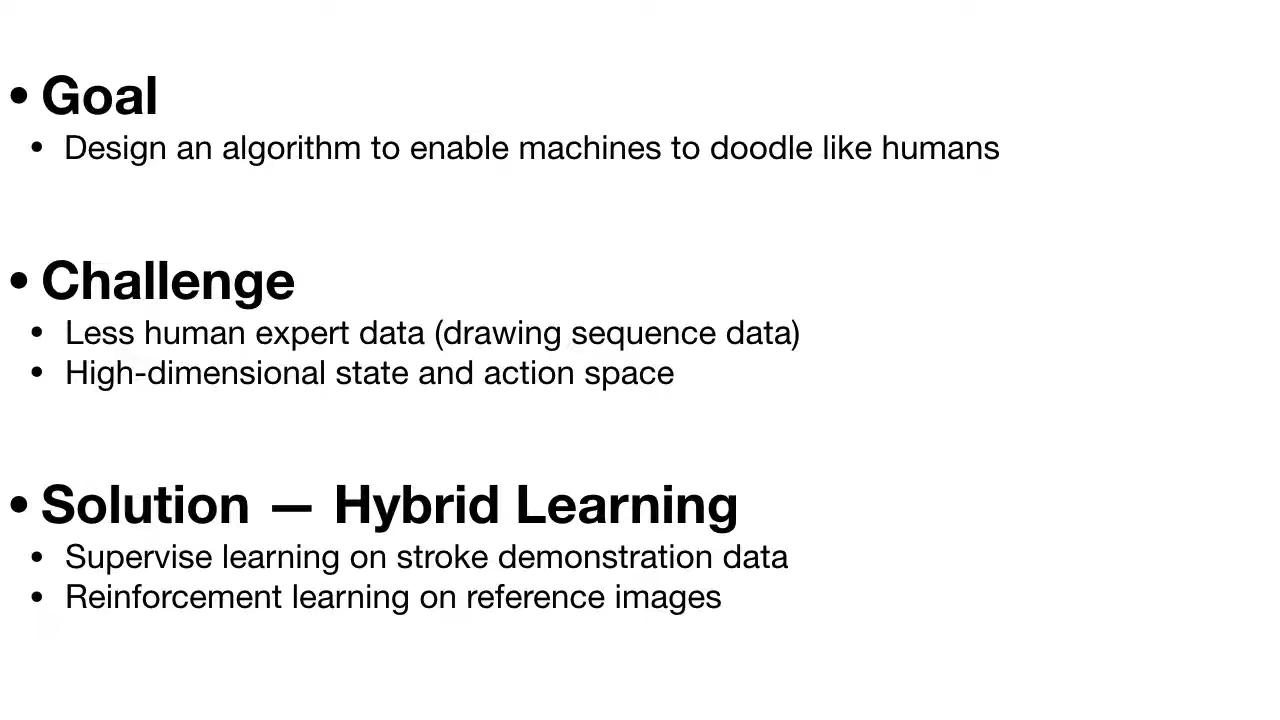 • Goal
• Design an algorithm to enable machines to doodle like humans
• Challenge
• Less human expert data (drawing sequence data)
• High-dimensional state and action space
• Solution — Hybrid Learning
• Supervise learning on stroke demonstration data
• Reinforcement learning on reference images